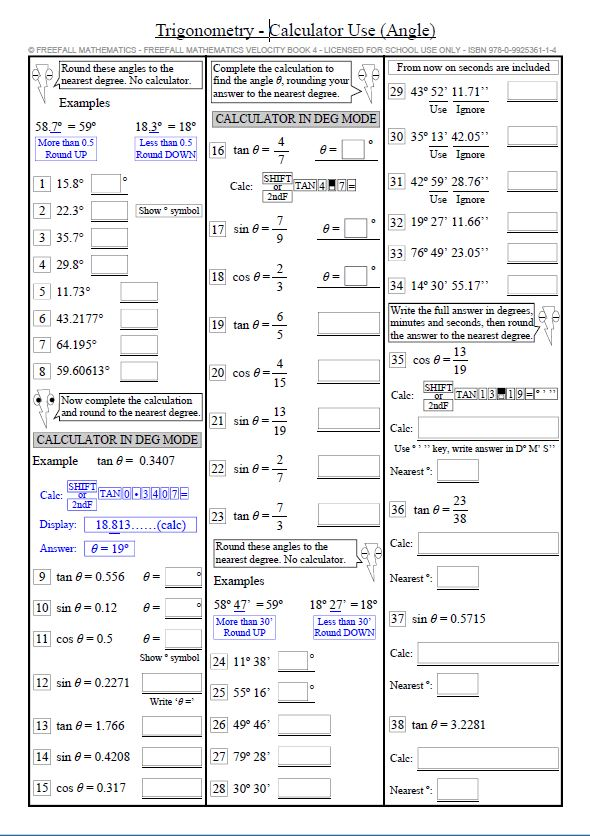 Trigonometry - Calculator Use (Angle)
© FREEFALL MATHEMATICS - FREEFALL MATHEMATICS VELOCITY BOOK 4 - LICENSED FOR SCHOOL USE ONLY - ISBN 978-0-9925361-1-4
Round these angles to the
nearest degree. No calculator.
Examples
58.7° = 59° 18.3° = 18°
More than 0.5 Less than 0.5
Round UP Round DOWN
1 15.8° °
2 22.3° Show ° symbol
3 35.7°
4 29.8°
5 11.73°
6 43.2177°
7 64.195°
8 59.60613°
Now complete the calculation
and round to the nearest degree.
CALCULATOR IN DEG MODE
Example tan θ = 0.3407
Calc: SHIFT or 2ndF TAN 0 • 3 4 0 7 =
Display: 18.813......(calc)
Answer: θ = 19°
9 tan θ = 0.556 θ = °
10 sin θ = 0.12 θ = °
11 cos θ = 0.5 θ =
Show ° symbol
12 sin θ = 0.2271
Write ‘θ =’
13 tan θ = 1.766
14 sin θ = 0.4208
15 cos θ = 0.317
Complete the calculation to
find the angle θ, rounding your
answer to the nearest degree.
CALCULATOR IN DEG MODE
16 tan θ = 4/7 θ = °
Calc: SHIFT or 2ndF TAN 4 7 =
17 sin θ = 7/9 θ = °
18 cos θ = 2/3 θ = °
19 tan θ = 6/5
20 cos θ = 4/15
21 sin θ = 13/19
22 sin θ = 2/7
23 tan θ = 7/3
Round these angles to the
nearest degree. No calculator.
Examples
58° 47’ = 59° 18° 27’ = 18°
More than 30’ Less than 30’
Round UP Round DOWN
24 11° 38’ °
25 55° 16’ °
26 49° 46’
27 79° 28’
28 30° 30’
From now on seconds are included
29 43° 52’ 11.71’’
Use Ignore
30 35° 13’ 42.05’’
Use Ignore
31 42° 59’ 28.76’’
Use Ignore
32 19° 27’ 11.66’’
33 76° 49’ 23.05’’
34 14° 30’ 55.17’’
Write the full answer in degrees,
minutes and seconds, then round
the answer to the nearest degree.
35 cos θ = 13/19
Calc: SHIFT or 2ndF TAN 1 3 1 9 = ° ’ ’’
Calc:
Use ° ’ ’’ key, write answer in D° M’ S’’
Nearest °:
36 tan θ = 23/38
Calc:
Nearest °:
37 sin θ = 0.5715
Calc:
Nearest °:
38 tan θ = 3.2281
Calc:
Nearest °: